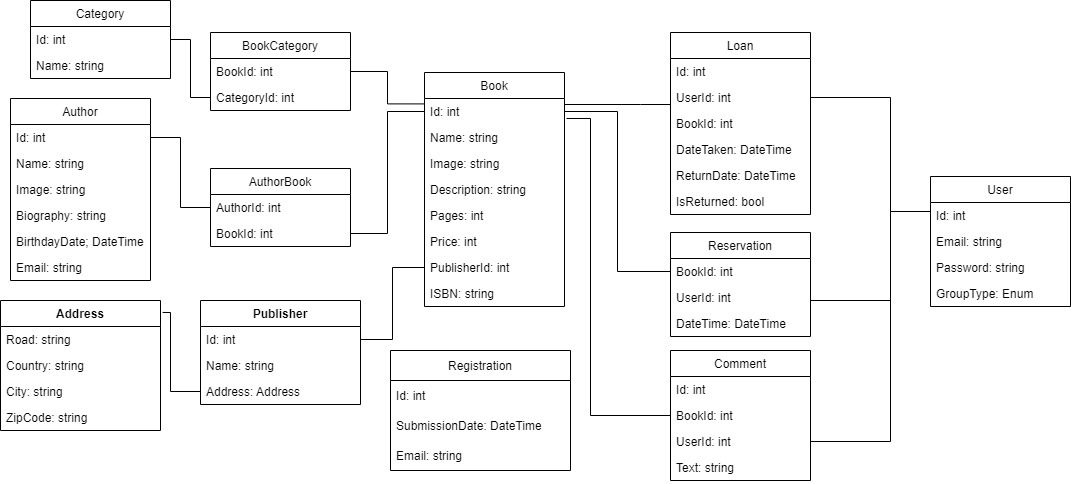 Category
Id: int
Name: string
BookCategory
BookId: int
CategoryId: int
Author
Id: int
Name: string
Image: string
Biography: string
BirthdayDate; DateTime
Email: string
AuthorBook
AuthorId: int
BookId: int
Address
Road: string
Country: string
City: string
ZipCode: string
Publisher
Id: int
Name: string
Address: Address
Book
Id: int
Name: string
Image: string
Description: string
Pages: int
Price: int
PublisherId: int
ISBN: string
Registration
Id: int
SubmissionDate: DateTime
Email: string
Loan
Id: int
UserId: int
BookId: int
DateTaken: DateTime
ReturnDate: DateTime
IsReturned: bool
Reservation
BookId: int
UserId: int
DateTime: DateTime
Comment
Id: int
BookId: int
UserId: int
Text: string
User
Id: int
Email: string
Password: string
GroupType: Enum